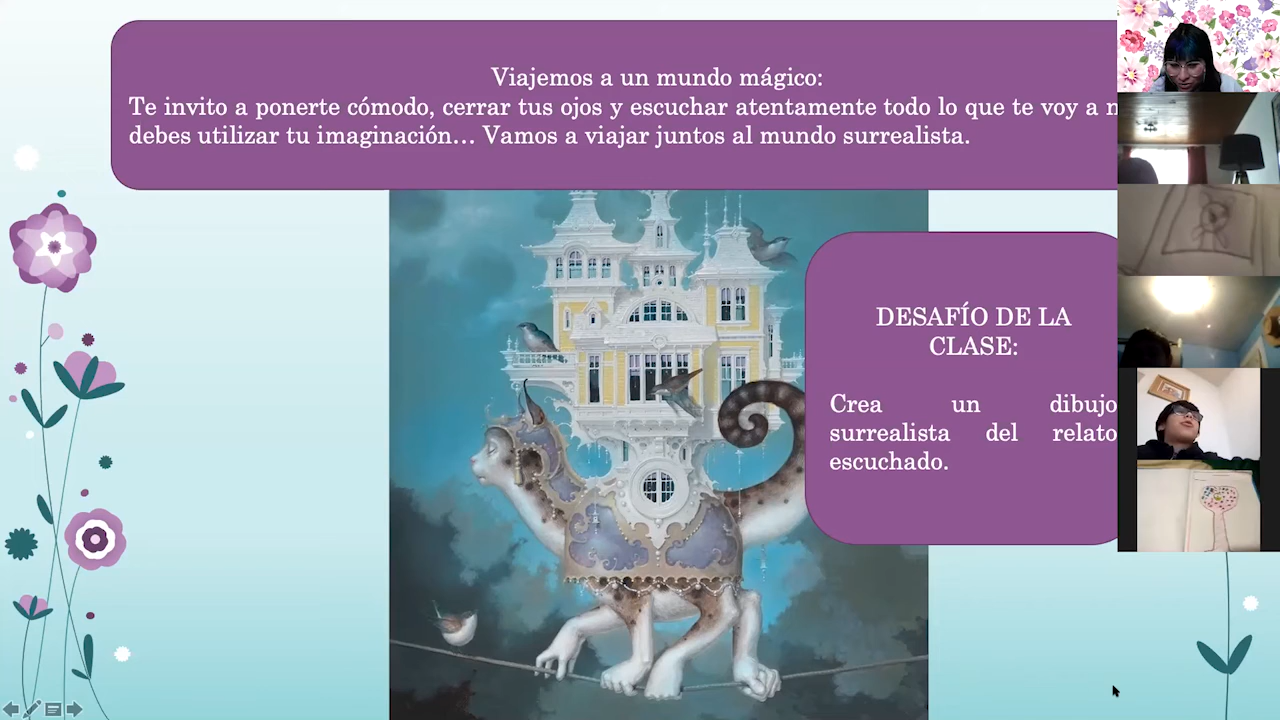 Viajemos a un mundo mágico:
Te invito a ponerte cómodo, cerrar tus ojos y escuchar atentamente todo lo que te voy a
debes utilizar tu imaginación... Vamos a viajar juntos al mundo surrealista.
DESAFÍO DE LA
CLASE:
Crea un dibujo
surrealista del relato
escuchado.